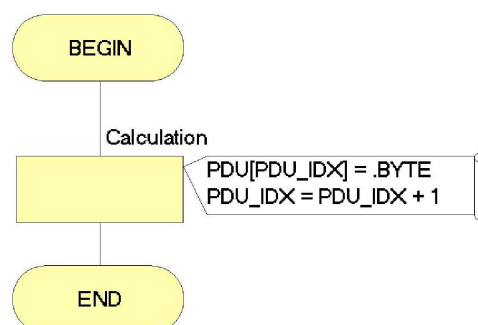 BEGIN
Calculation
PDU[PDU_IDX] = .BYTE
PDU_IDX = PDU_IDX + 1
END